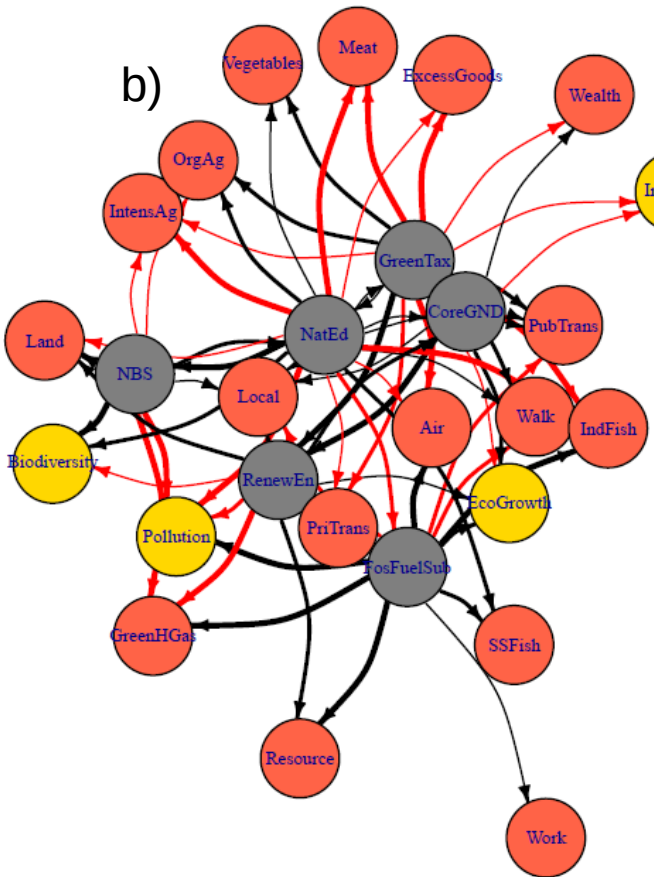 b)
Meat
Vegetables
ExcessGoods
Wealth
OrgAg
IntensAg
GreenTax
CoreGND
PubTrans
NatEd
Land
NBS
Local
Air
Walk
IndFish
Biodiversity
RenewEn
EcoGrowth
PriTrans
Pollution
FosFuelSub
GreenHGas
SSFish
Resource
Work